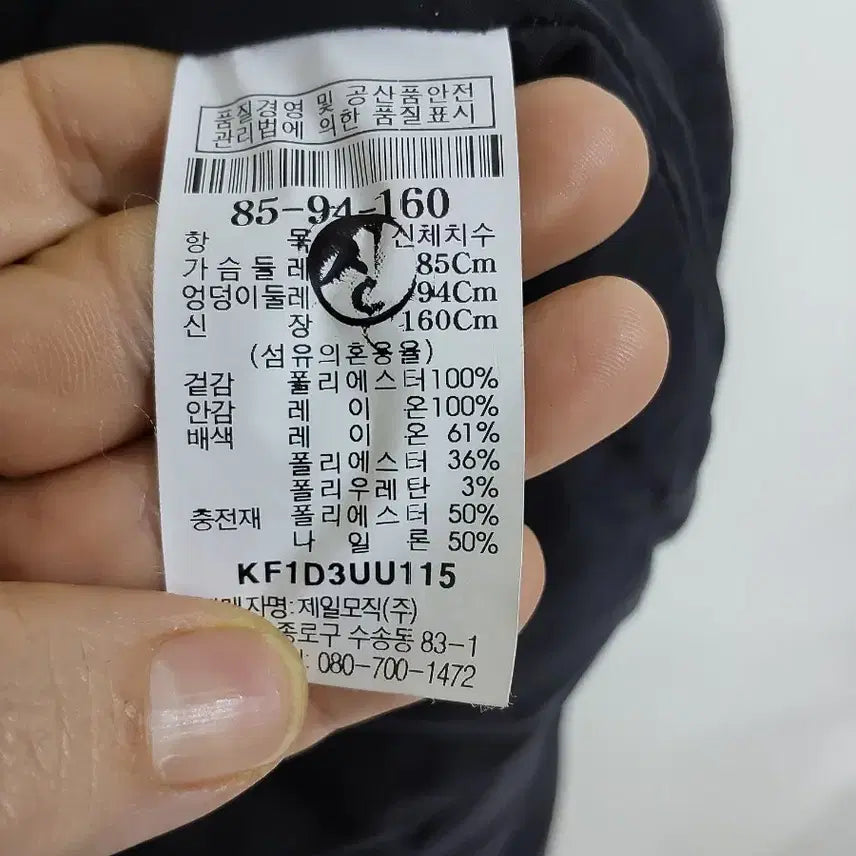 품질경영 및 공산품안전
관리법에 의한 품질표시
85-94-160
항 목 신체치수
가슴둘레 85Cm
엉덩이둘레 94Cm
신 장 160Cm
(섬유의혼용율)
겉감 폴리에스터100%
안감 레 이 온100%
배색 레 이 온 61%
폴리에스터 36%
폴리우레탄 3%
충전재 폴리에스터 50%
나 일 론 50%
KF1D3UU115
제일모직(주)
종로구 수송동 83-1
080-700-1472